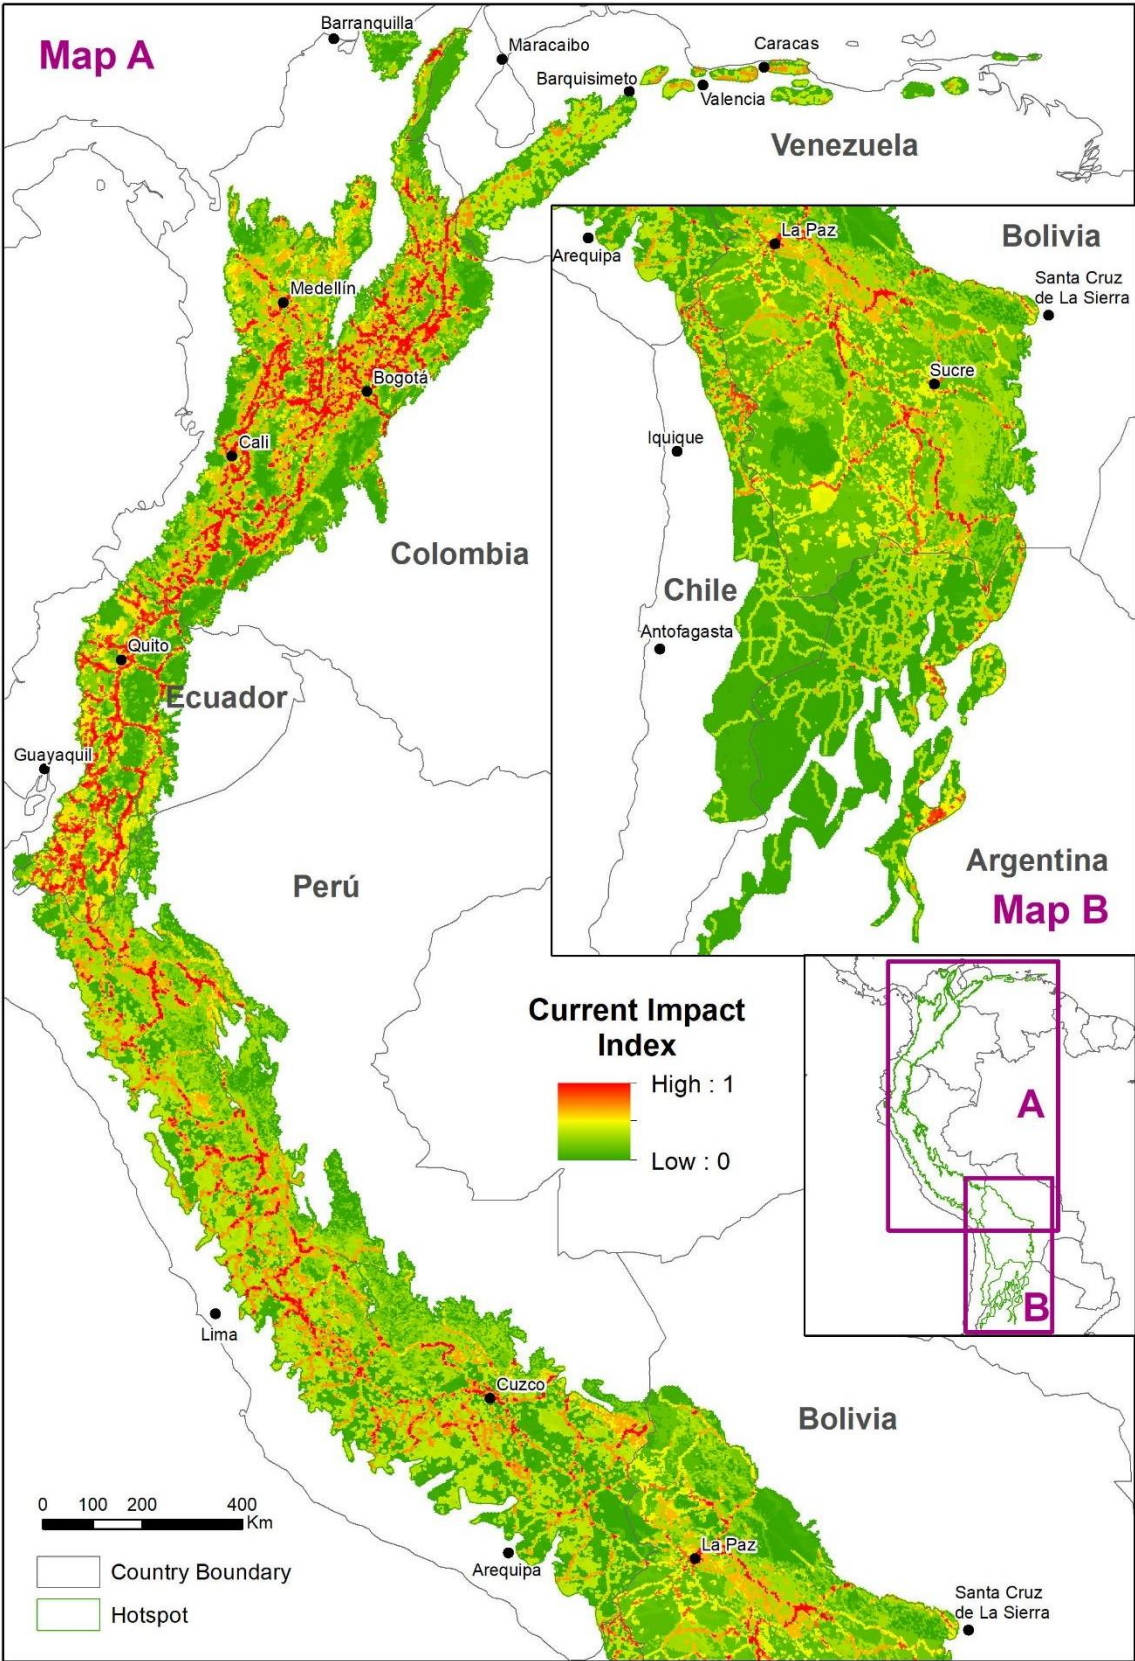 Map A
Barranquilla
Maracaibo
Caracas
Barquisimeto
Valencia
Venezuela
Medellín
Bogotá
Cali
Colombia
Quito
Ecuador
Guayaquil
Perú
Lima
Cuzco
Bolivia
Arequipa
La Paz
Santa Cruz
de La Sierra
La Paz
Bolivia
Arequipa
Santa Cruz
de La Sierra
Sucre
Iquique
Chile
Antofagasta
Argentina
Map B
Current Impact
Index
High : 1
Low : 0
A
B
0 100 200 400
Km
Country Boundary
Hotspot